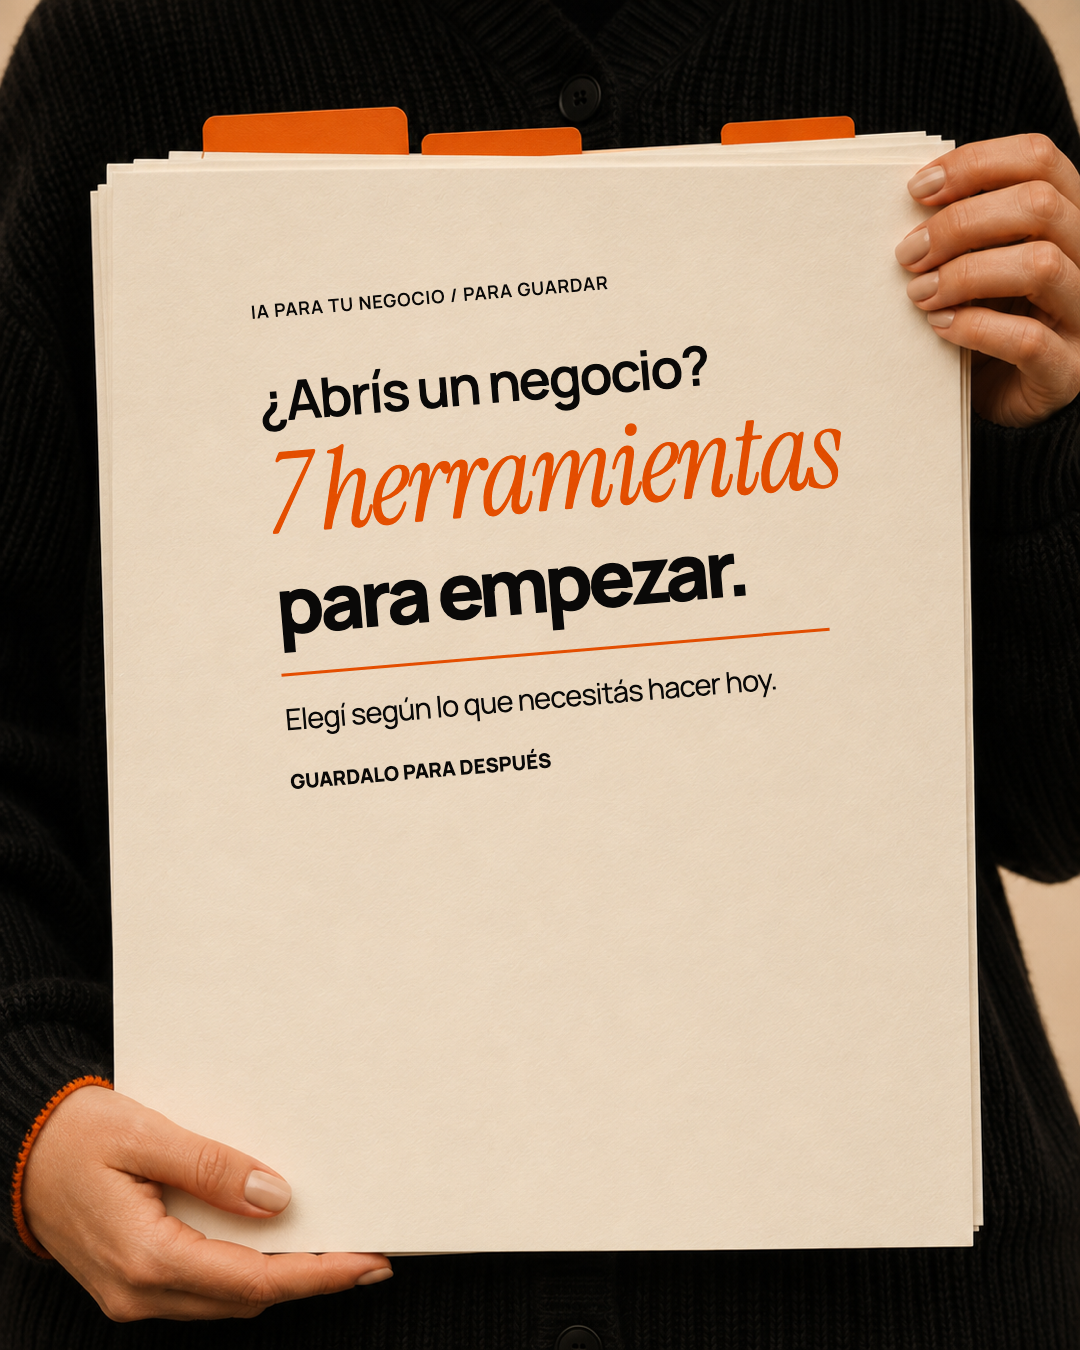 IA PARA TU NEGOCIO / PARA GUARDAR
¿Abrís un negocio?
7 herramientas
para empezar.
Elegí según lo que necesitás hacer hoy.
GUARDALO PARA DESPUÉS